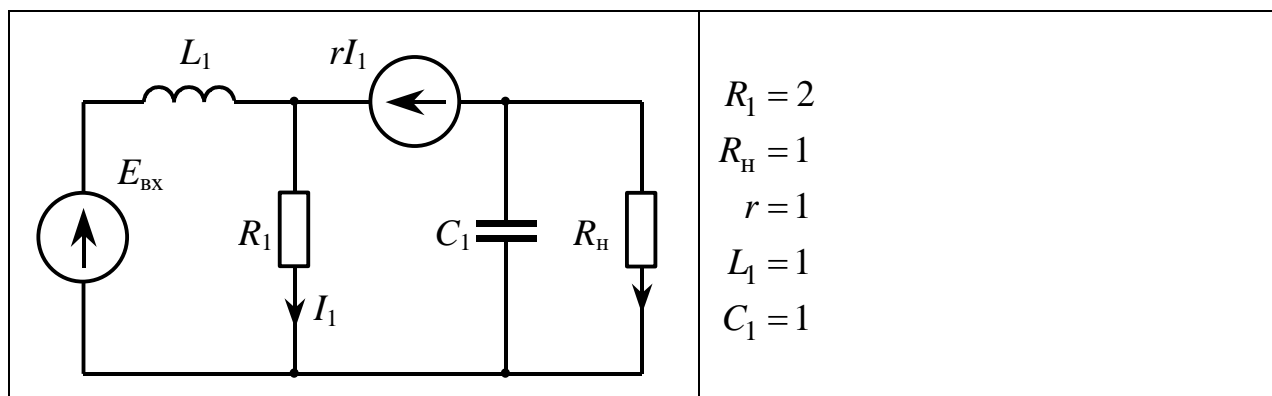 L₁
rI₁
Eвх
R₁
C₁
Rн
I₁
R₁ = 2
Rн = 1
r = 1
L₁ = 1
C₁ = 1